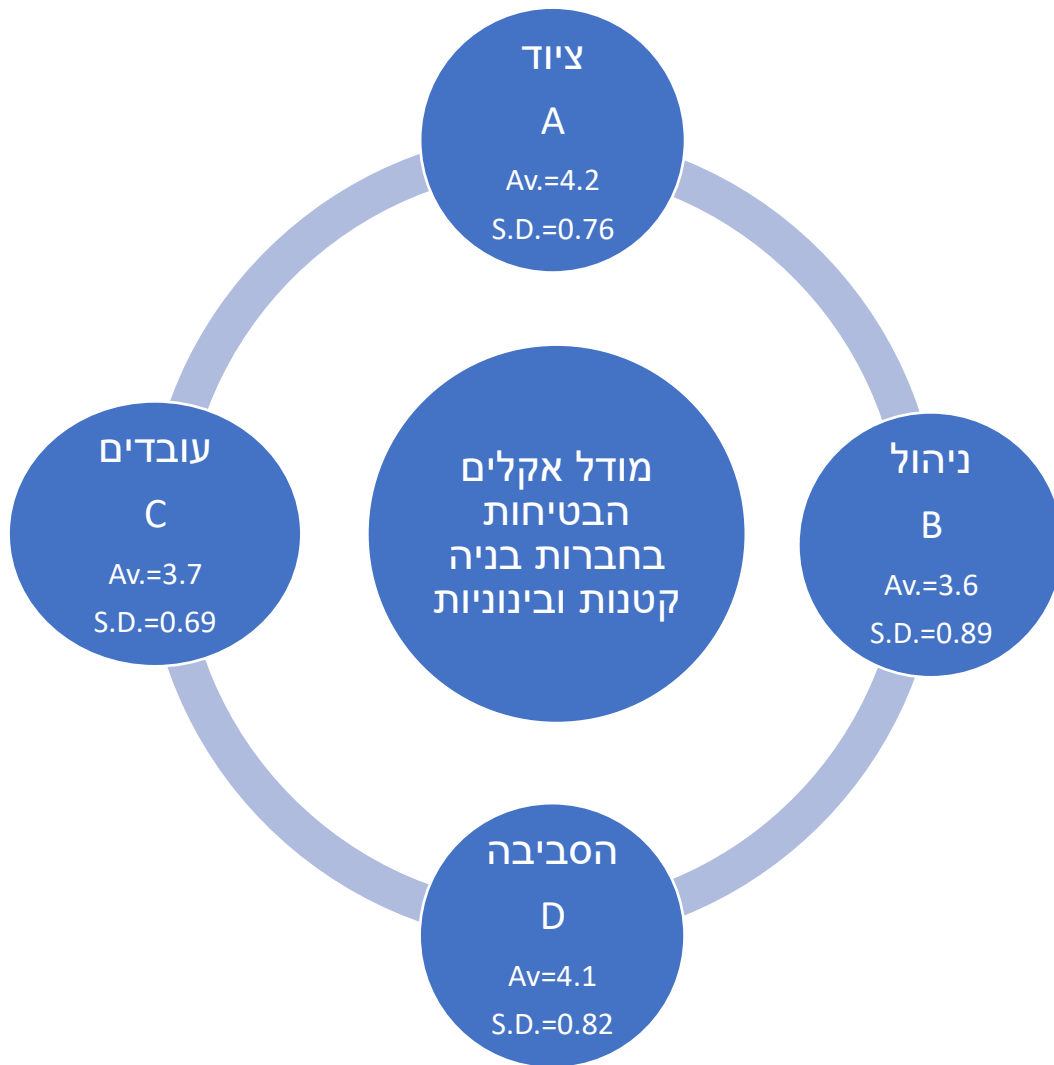 ציוד
A
Av.=4.2
S.D.=0.76
ניהול
B
Av.=3.6
S.D.=0.89
מודל אקלים
הבטיחות
בחברות בניה
קטנות ובינוניות
עובדים
C
Av.=3.7
S.D.=0.69
הסביבה
D
Av=4.1
S.D.=0.82